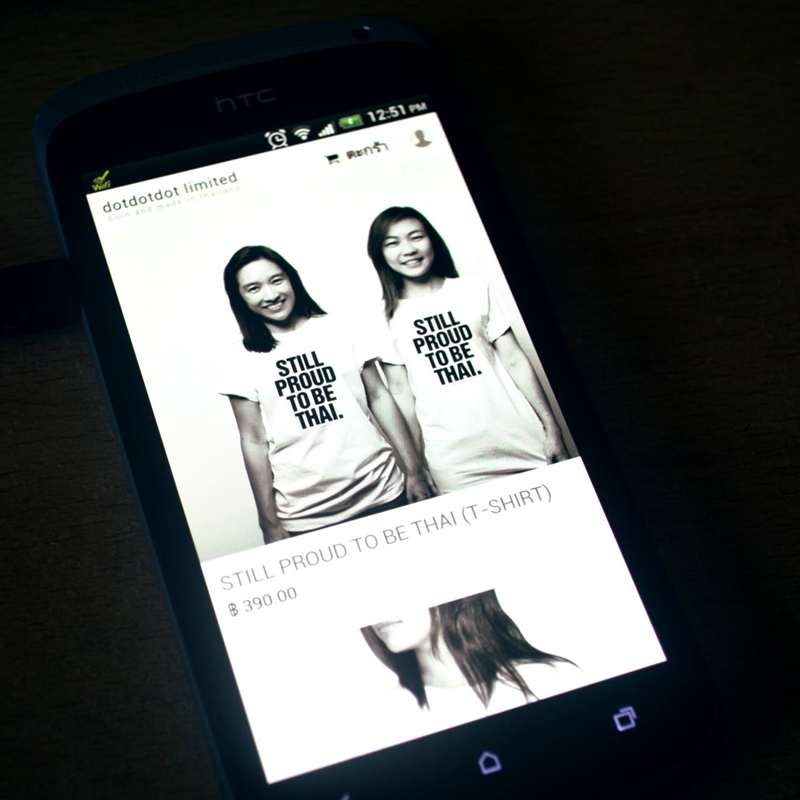 hTC
12:51 PM
WiFi
ตะกร้า
dotdotdot limited
Born and made in thailand
STILL
PROUD
TO BE
THAI.
STILL
PROUD
TO BE
THAI.
STILL PROUD TO BE THAI (T-SHIRT)
฿ 390.00